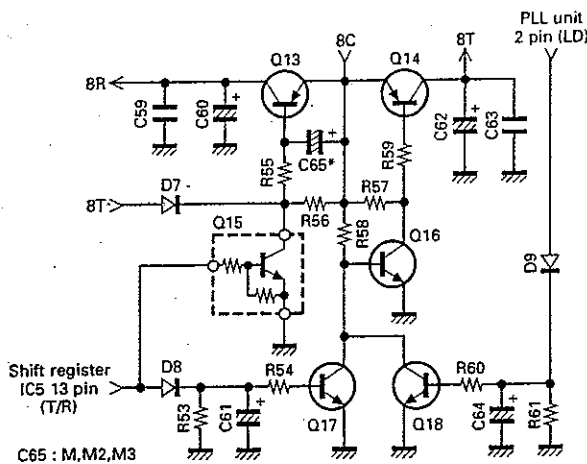 PLL unit
2 pin (LD)
8C
8T
Q13
Q14
8R
C59
C60
C62
C63
C65*
R55
R59
D7
8T
R56
R57
R58
Q15
Q16
D9
Shift register
IC5 13 pin
(T/R)
D8
R54
R60
R53
C61
Q17
Q18
C64
R61
C65 : M,M2,M3
+
+
+
+
+